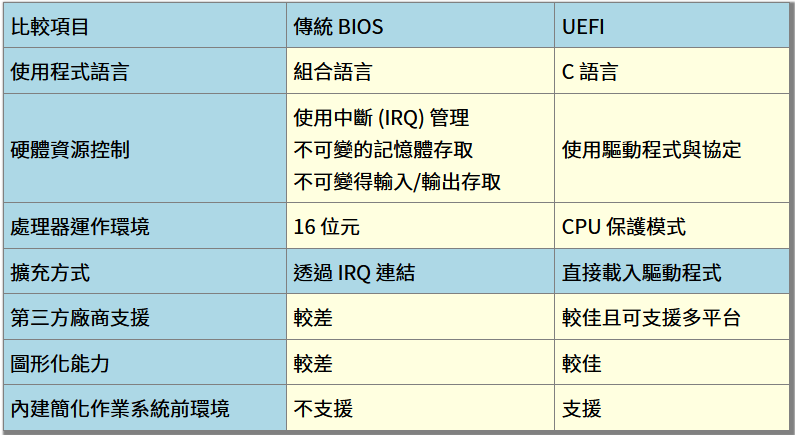 比較項目 傳統 BIOS UEFI
使用程式語言 組合語言 C 語言
硬體資源控制 使用中斷 (IRQ) 管理
不可變的記憶體存取
不可變得輸入/輸出存取 使用驅動程式與協定
處理器運作環境 16 位元 CPU 保護模式
擴充方式 透過 IRQ 連結 直接載入驅動程式
第三方廠商支援 較差 較佳且可支援多平台
圖形化能力 較差 較佳
內建簡化作業系統前環境 不支援 支援